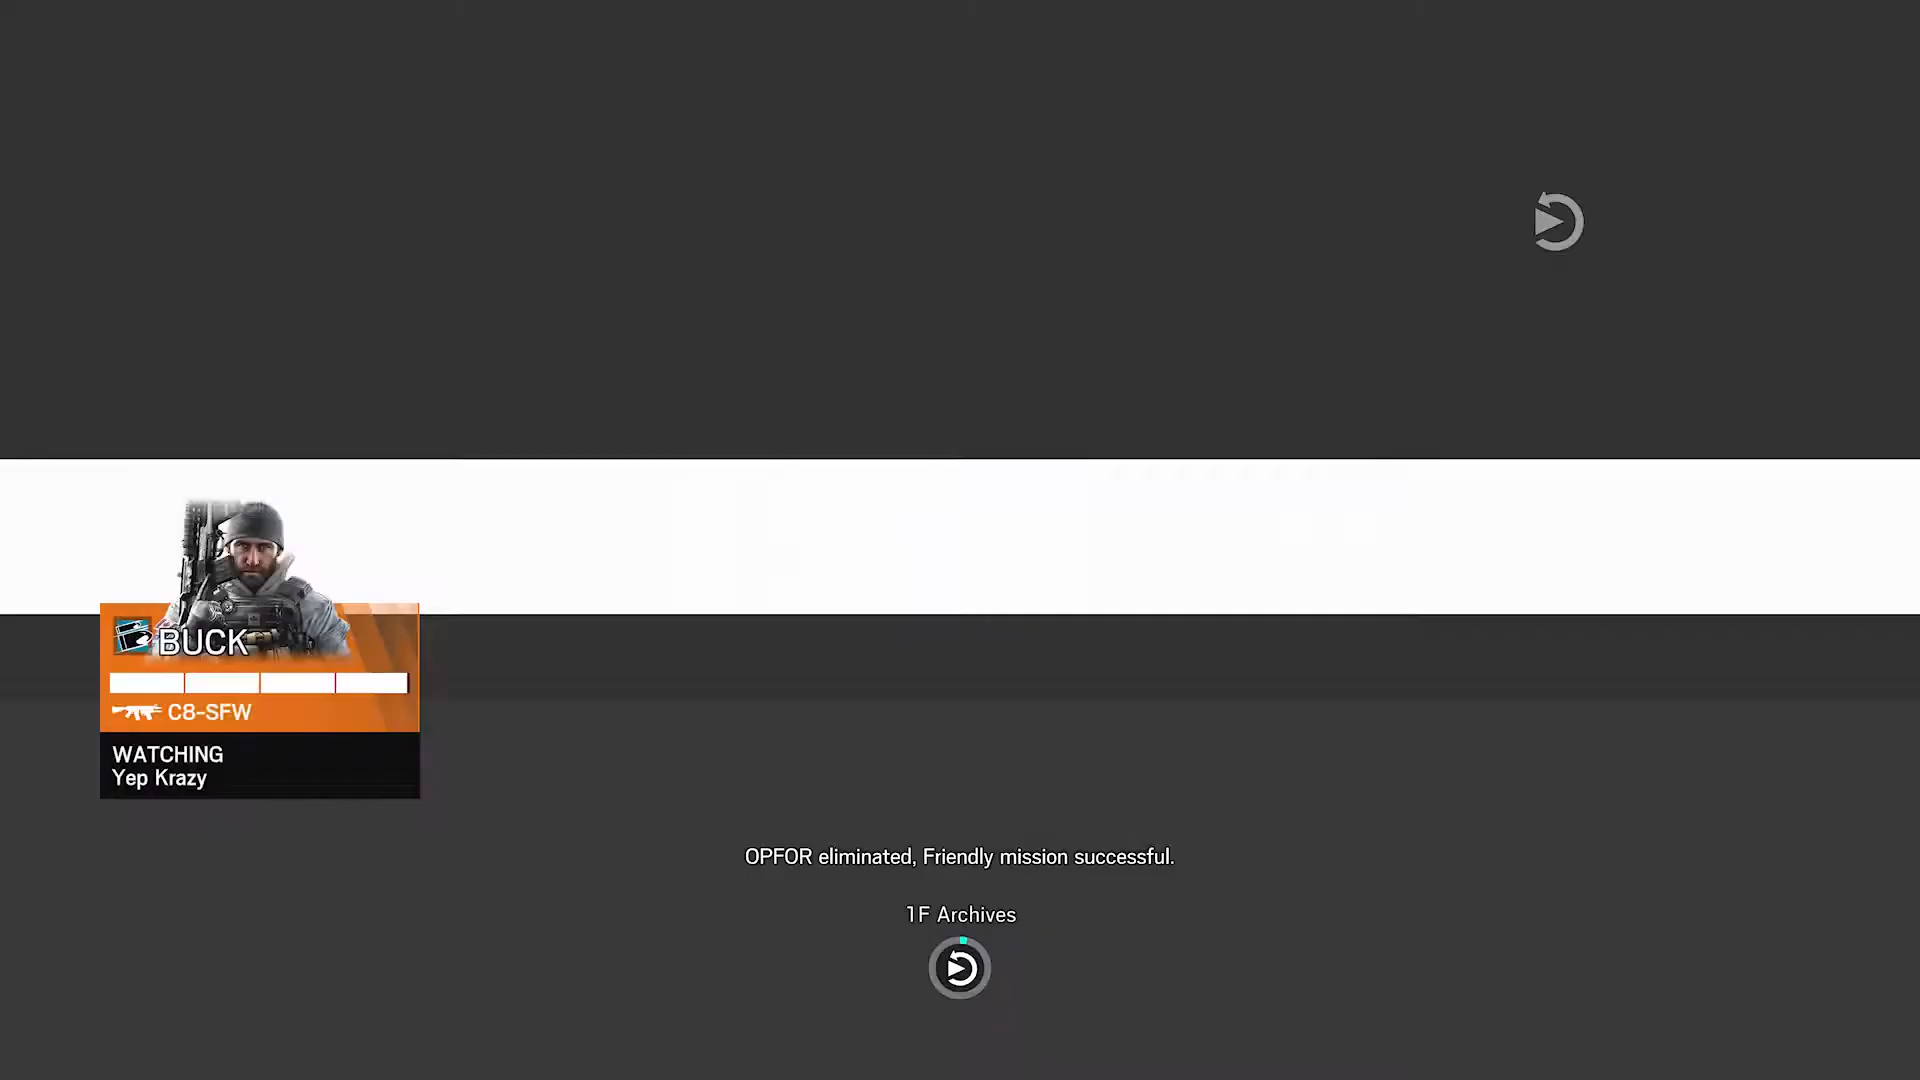 BUCK
C8-SFW
WATCHING
Yep Krazy
OPFOR eliminated, Friendly mission successful.
1F Archives